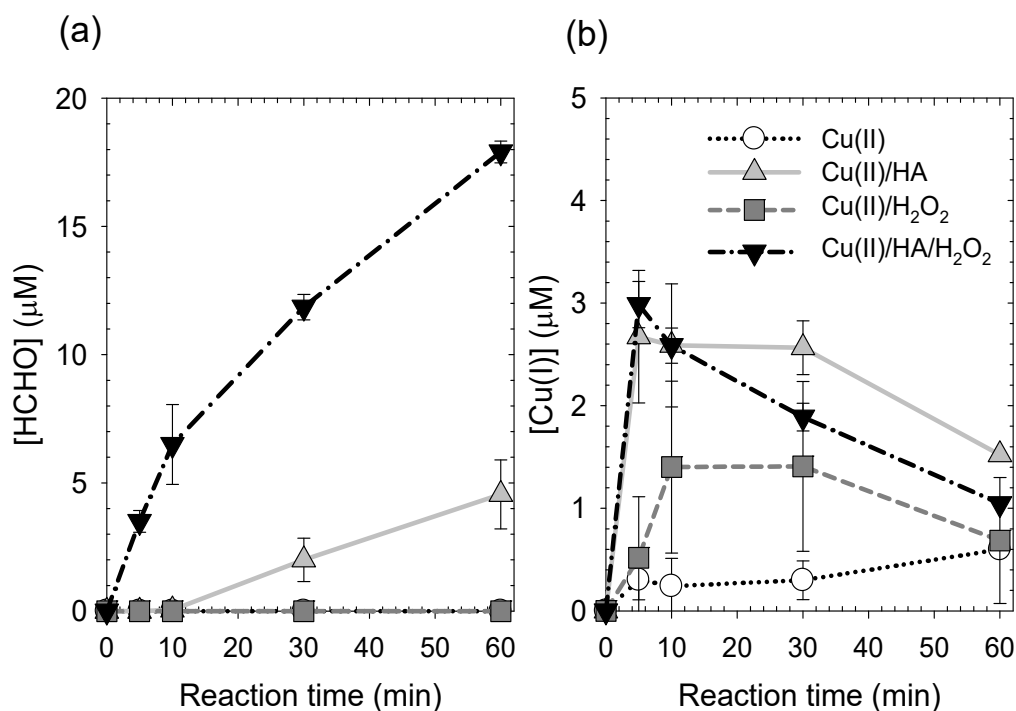 (a)
(b)
[HCHO] (μM)
20
15
10
5
0
0 10 20 30 40 50 60
Reaction time (min)
[Cu(I)] (μM)
5
4
3
2
1
0
Cu(II)
Cu(II)/HA
Cu(II)/H₂O₂
Cu(II)/HA/H₂O₂
0 10 20 30 40 50 60
Reaction time (min)